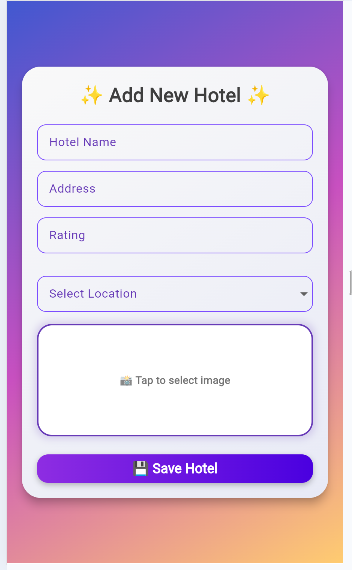 ✨ Add New Hotel ✨
Hotel Name
Address
Rating
Select Location
📸 Tap to select image
💾 Save Hotel